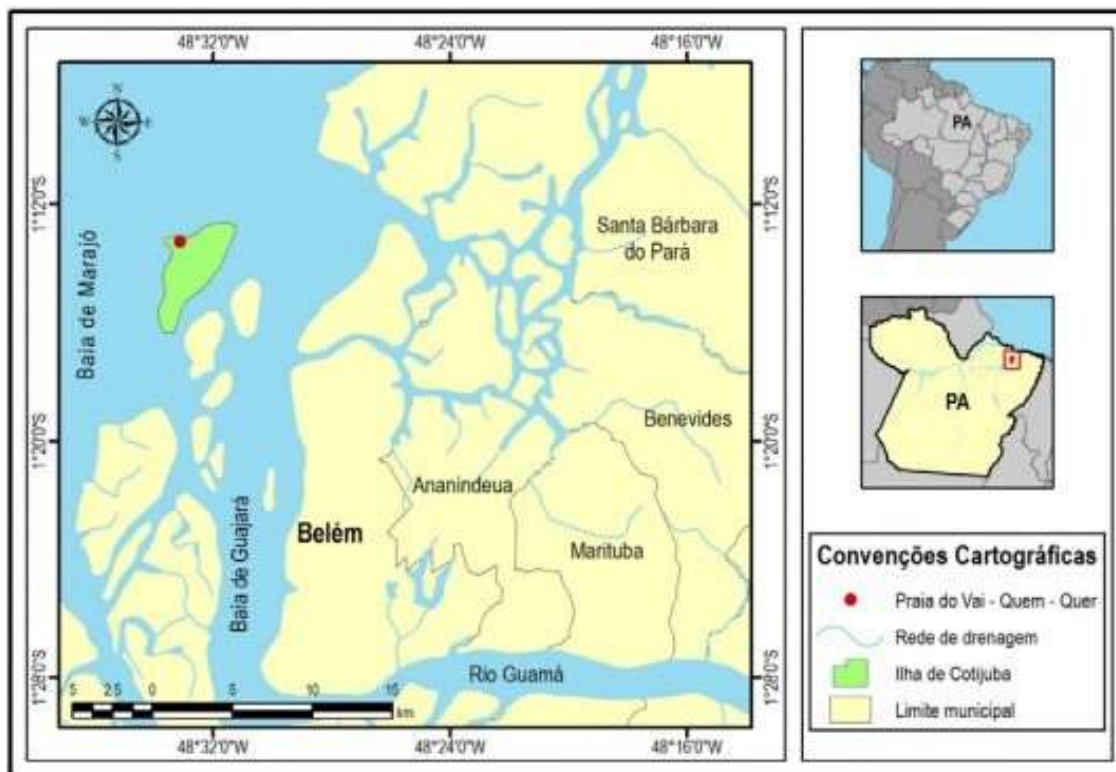 48°32'0"W
48°24'0"W
48°16'0"W
N
W
E
S
1°12'0"S
1°12'0"S
Baia de Marajó
Santa Bárbara
do Pará
Benevides
1°20'0"S
1°20'0"S
Ananindeua
Belém
Marituba
Baia de Guajará
Rio Guamá
1°28'0"S
1°28'0"S
5 2,5 0 5 10 15
km
48°32'0"W
48°24'0"W
48°16'0"W
PA
PA
Convenções Cartográficas
Praia do Vai - Quem - Quer
Rede de drenagem
Ilha de Cotijuba
Limite municipal